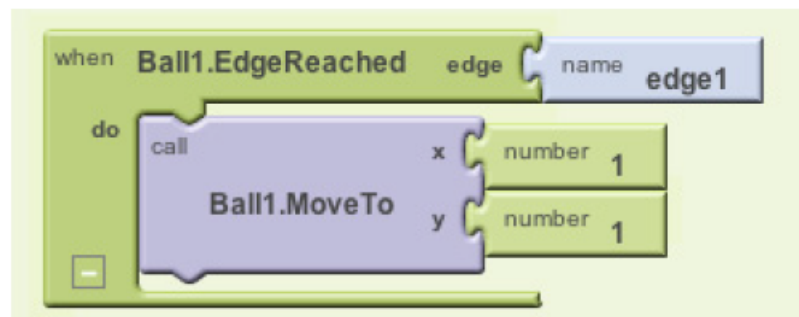 when Ball1.EdgeReached edge name edge1
do
call x number 1
Ball1.MoveTo
y number 1